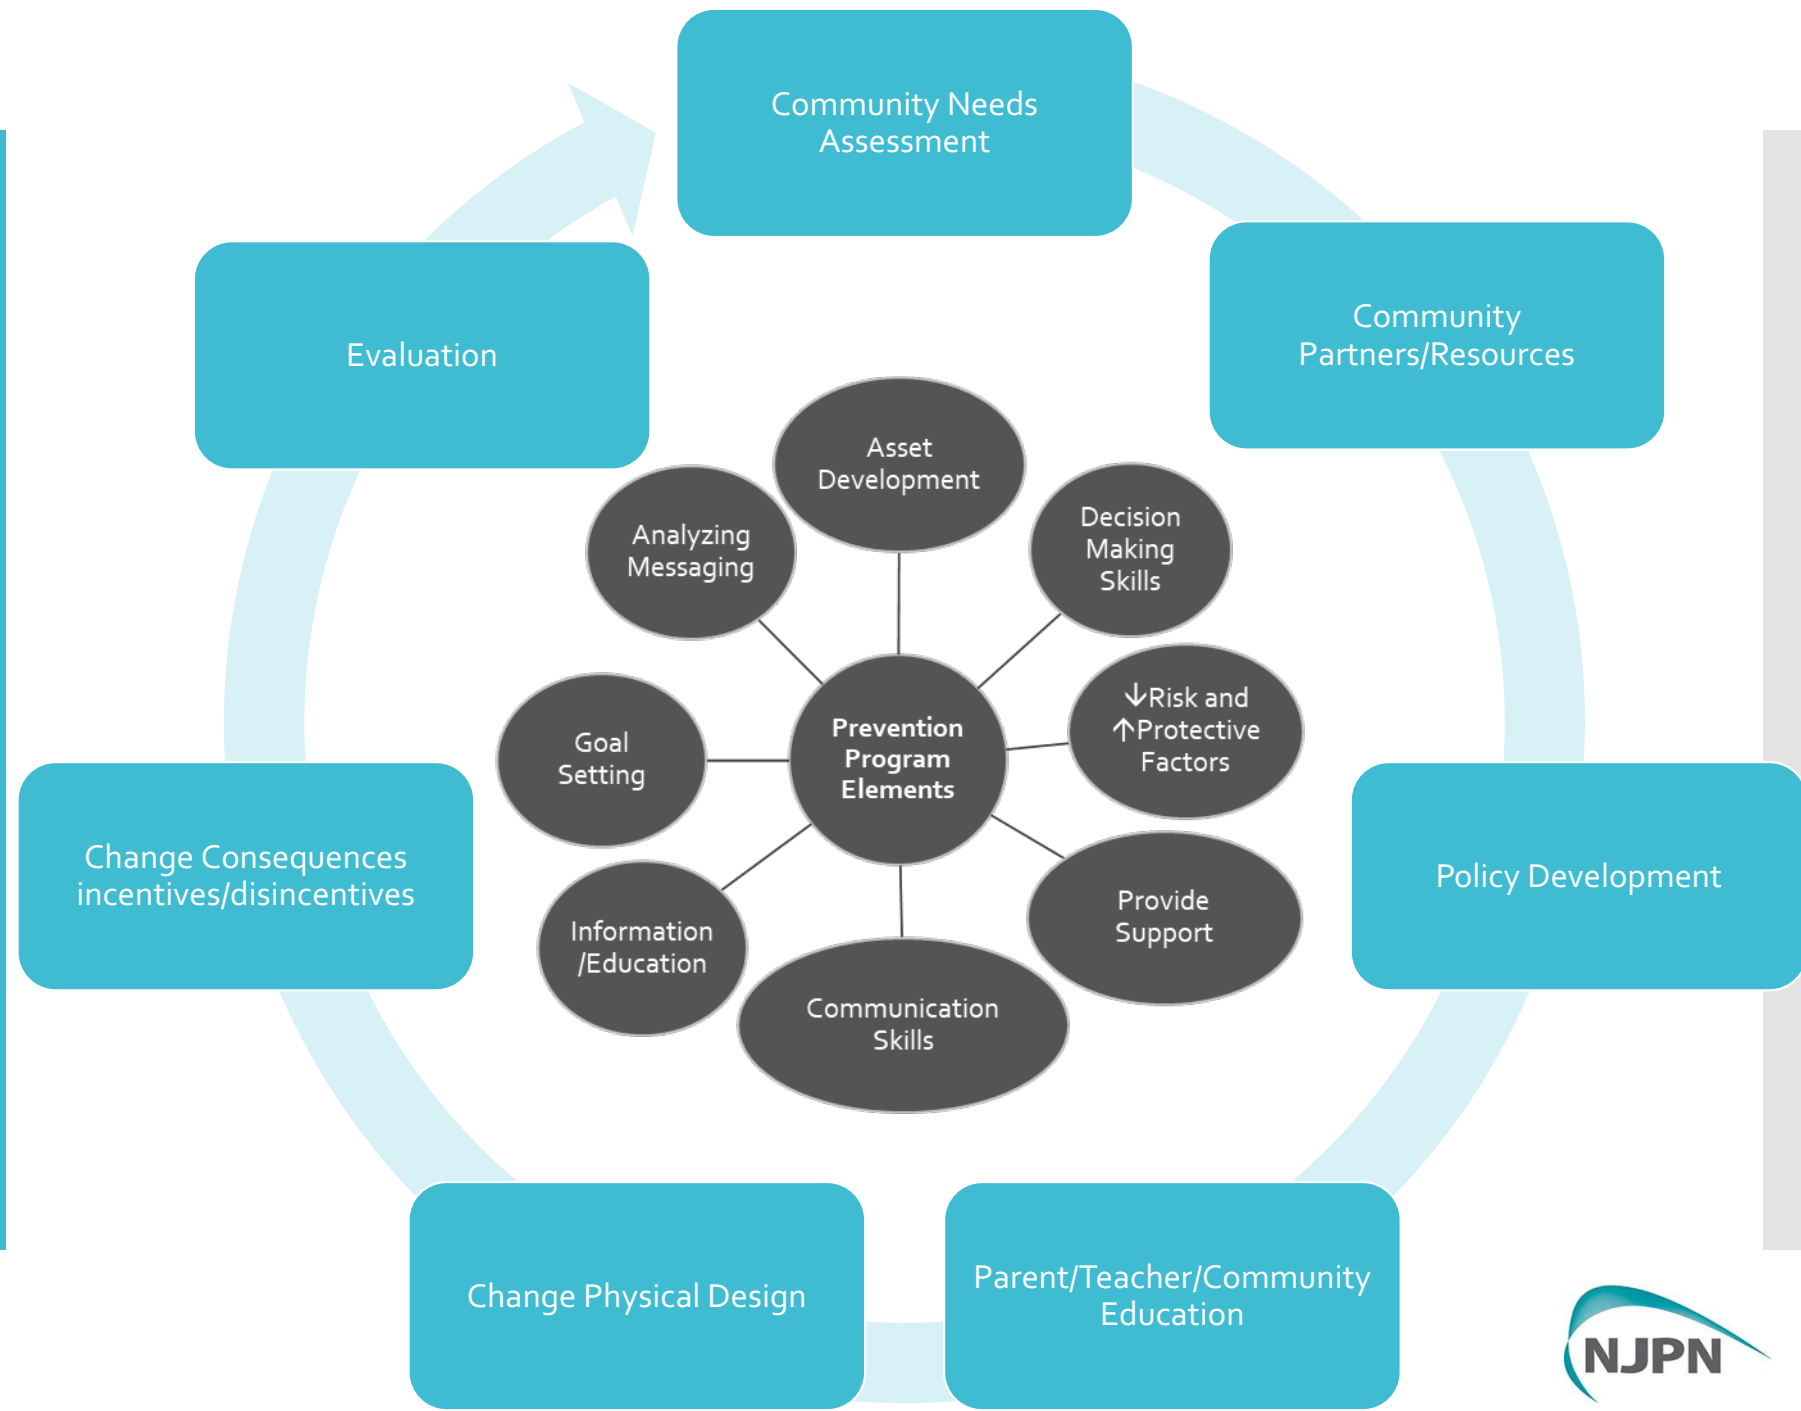 Community Needs
Assessment
Community
Partners/Resources
Policy Development
Parent/Teacher/Community
Education
Change Physical Design
Change Consequences
incentives/disincentives
Evaluation
Asset
Development
Decision
Making
Skills
↓Risk and
↑Protective
Factors
Provide
Support
Communication
Skills
Information
/Education
Goal
Setting
Analyzing
Messaging
Prevention
Program
Elements
NJPN